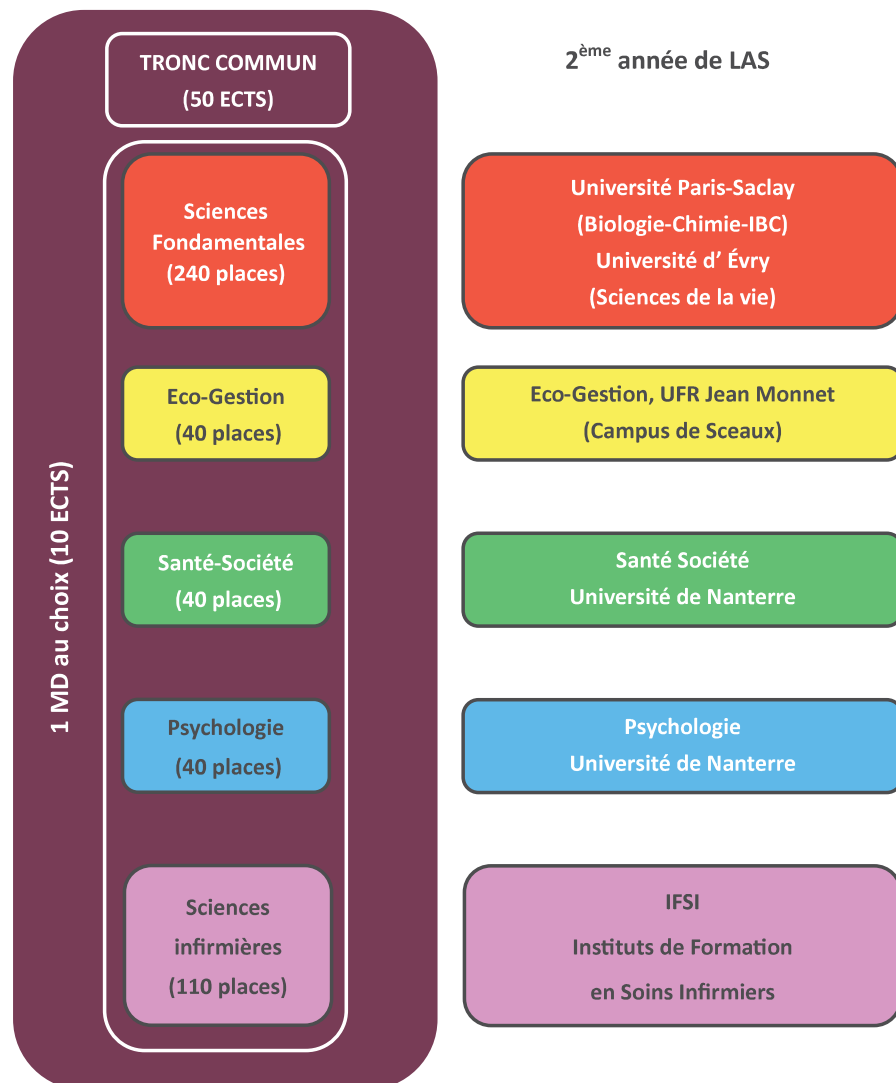 TRONC COMMUN
(50 ECTS)
2ème année de LAS
1 MD au choix (10 ECTS)
Sciences
Fondamentales
(240 places)
Université Paris-Saclay
(Biologie-Chimie-IBC)
Université d’ Évry
(Sciences de la vie)
Eco-Gestion
(40 places)
Eco-Gestion, UFR Jean Monnet
(Campus de Sceaux)
Santé-Société
(40 places)
Santé Société
Université de Nanterre
Psychologie
(40 places)
Psychologie
Université de Nanterre
Sciences
infirmières
(110 places)
IFSI
Instituts de Formation
en Soins Infirmiers